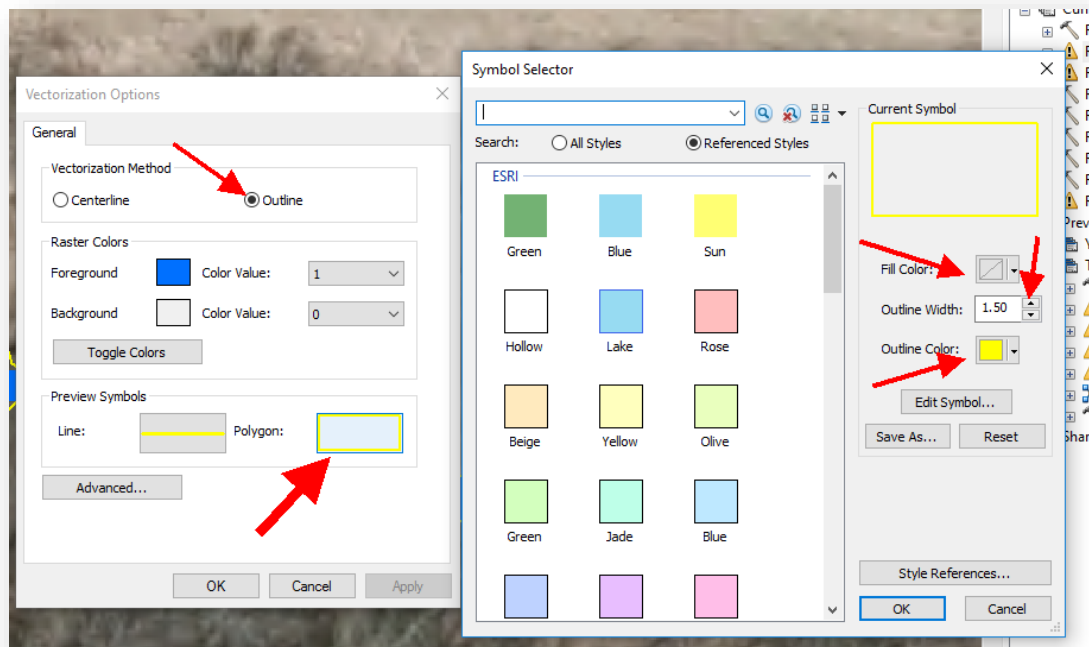 Vectorization Options
General
Vectorization Method
Centerline
Outline
Raster Colors
Foreground
Color Value:
1
Background
Color Value:
0
Toggle Colors
Preview Symbols
Line:
Polygon:
Advanced...
OK
Cancel
Apply
Symbol Selector
Search:
All Styles
Referenced Styles
ESRI
Green
Blue
Sun
Hollow
Lake
Rose
Beige
Yellow
Olive
Green
Jade
Blue
Current Symbol
Fill Color:
Outline Width:
1.50
Outline Color:
Edit Symbol...
Save As...
Reset
Style References...
OK
Cancel